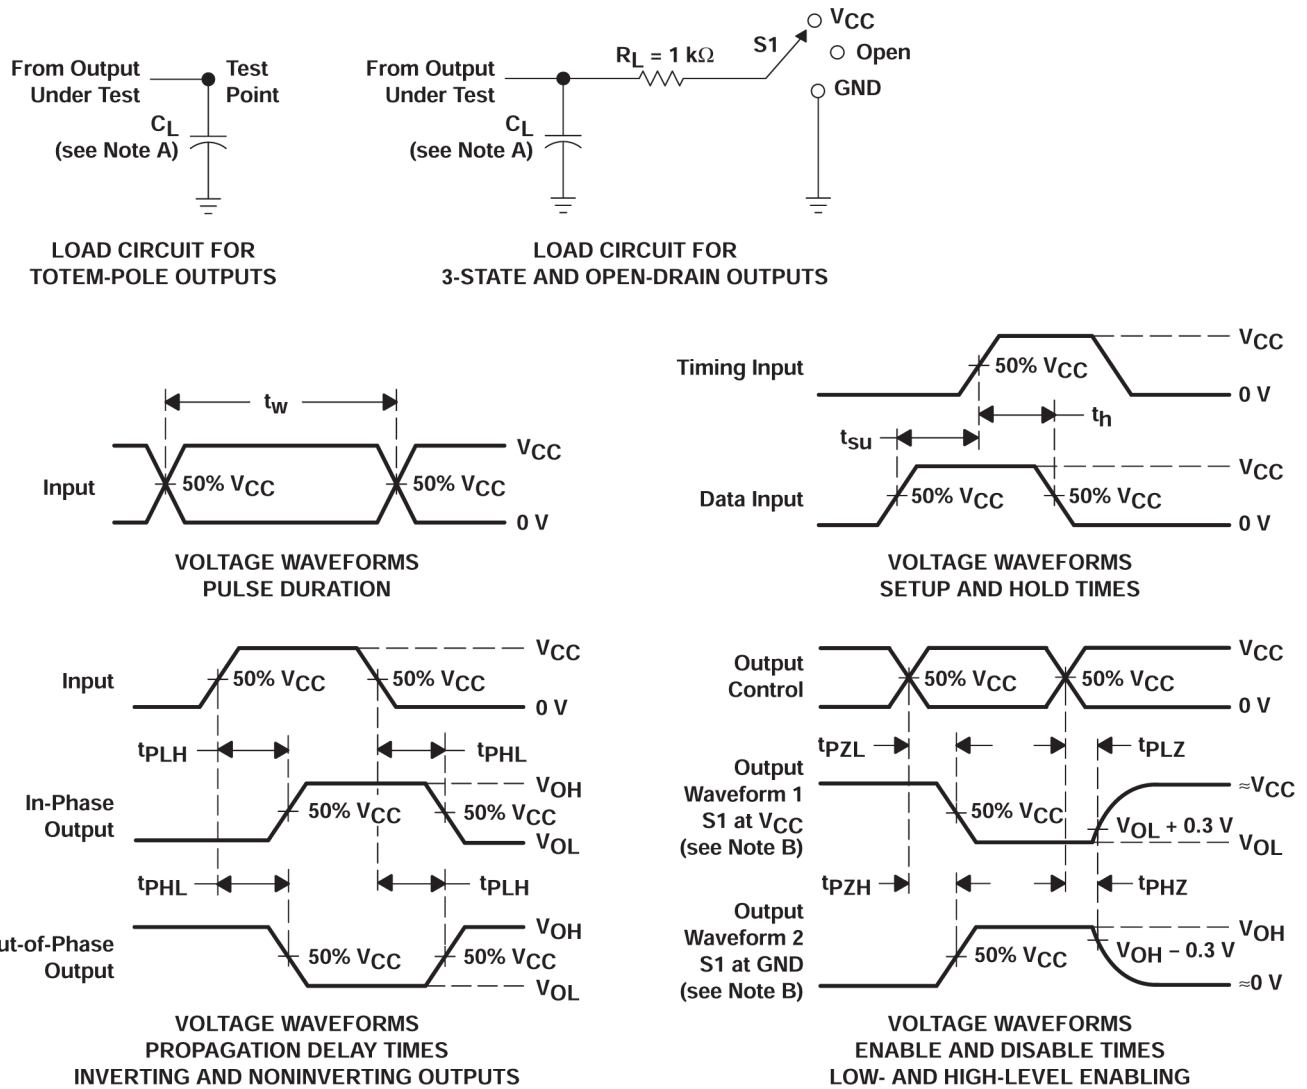 From Output
Under Test
Test
Point
CL
(see Note A)
LOAD CIRCUIT FOR
TOTEM-POLE OUTPUTS
From Output
Under Test
RL = 1 kΩ
S1
VCC
Open
GND
CL
(see Note A)
LOAD CIRCUIT FOR
3-STATE AND OPEN-DRAIN OUTPUTS
tw
Input
50% VCC
50% VCC
VCC
0 V
VOLTAGE WAVEFORMS
PULSE DURATION
Timing Input
50% VCC
VCC
0 V
tsu
th
Data Input
50% VCC
50% VCC
VCC
0 V
VOLTAGE WAVEFORMS
SETUP AND HOLD TIMES
Input
50% VCC
50% VCC
VCC
0 V
tPLH
tPHL
In-Phase
Output
50% VCC
50% VCC
VOH
VOL
tPHL
tPLH
ut-of-Phase
Output
50% VCC
50% VCC
VOH
VOL
VOLTAGE WAVEFORMS
PROPAGATION DELAY TIMES
INVERTING AND NONINVERTING OUTPUTS
Output
Control
50% VCC
50% VCC
VCC
0 V
tPZL
tPLZ
Output
Waveform 1
S1 at VCC
(see Note B)
50% VCC
≈VCC
VOL + 0.3 V
VOL
tPZH
tPHZ
Output
Waveform 2
S1 at GND
(see Note B)
50% VCC
VOH
VOH − 0.3 V
≈0 V
VOLTAGE WAVEFORMS
ENABLE AND DISABLE TIMES
LOW- AND HIGH-LEVEL ENABLING